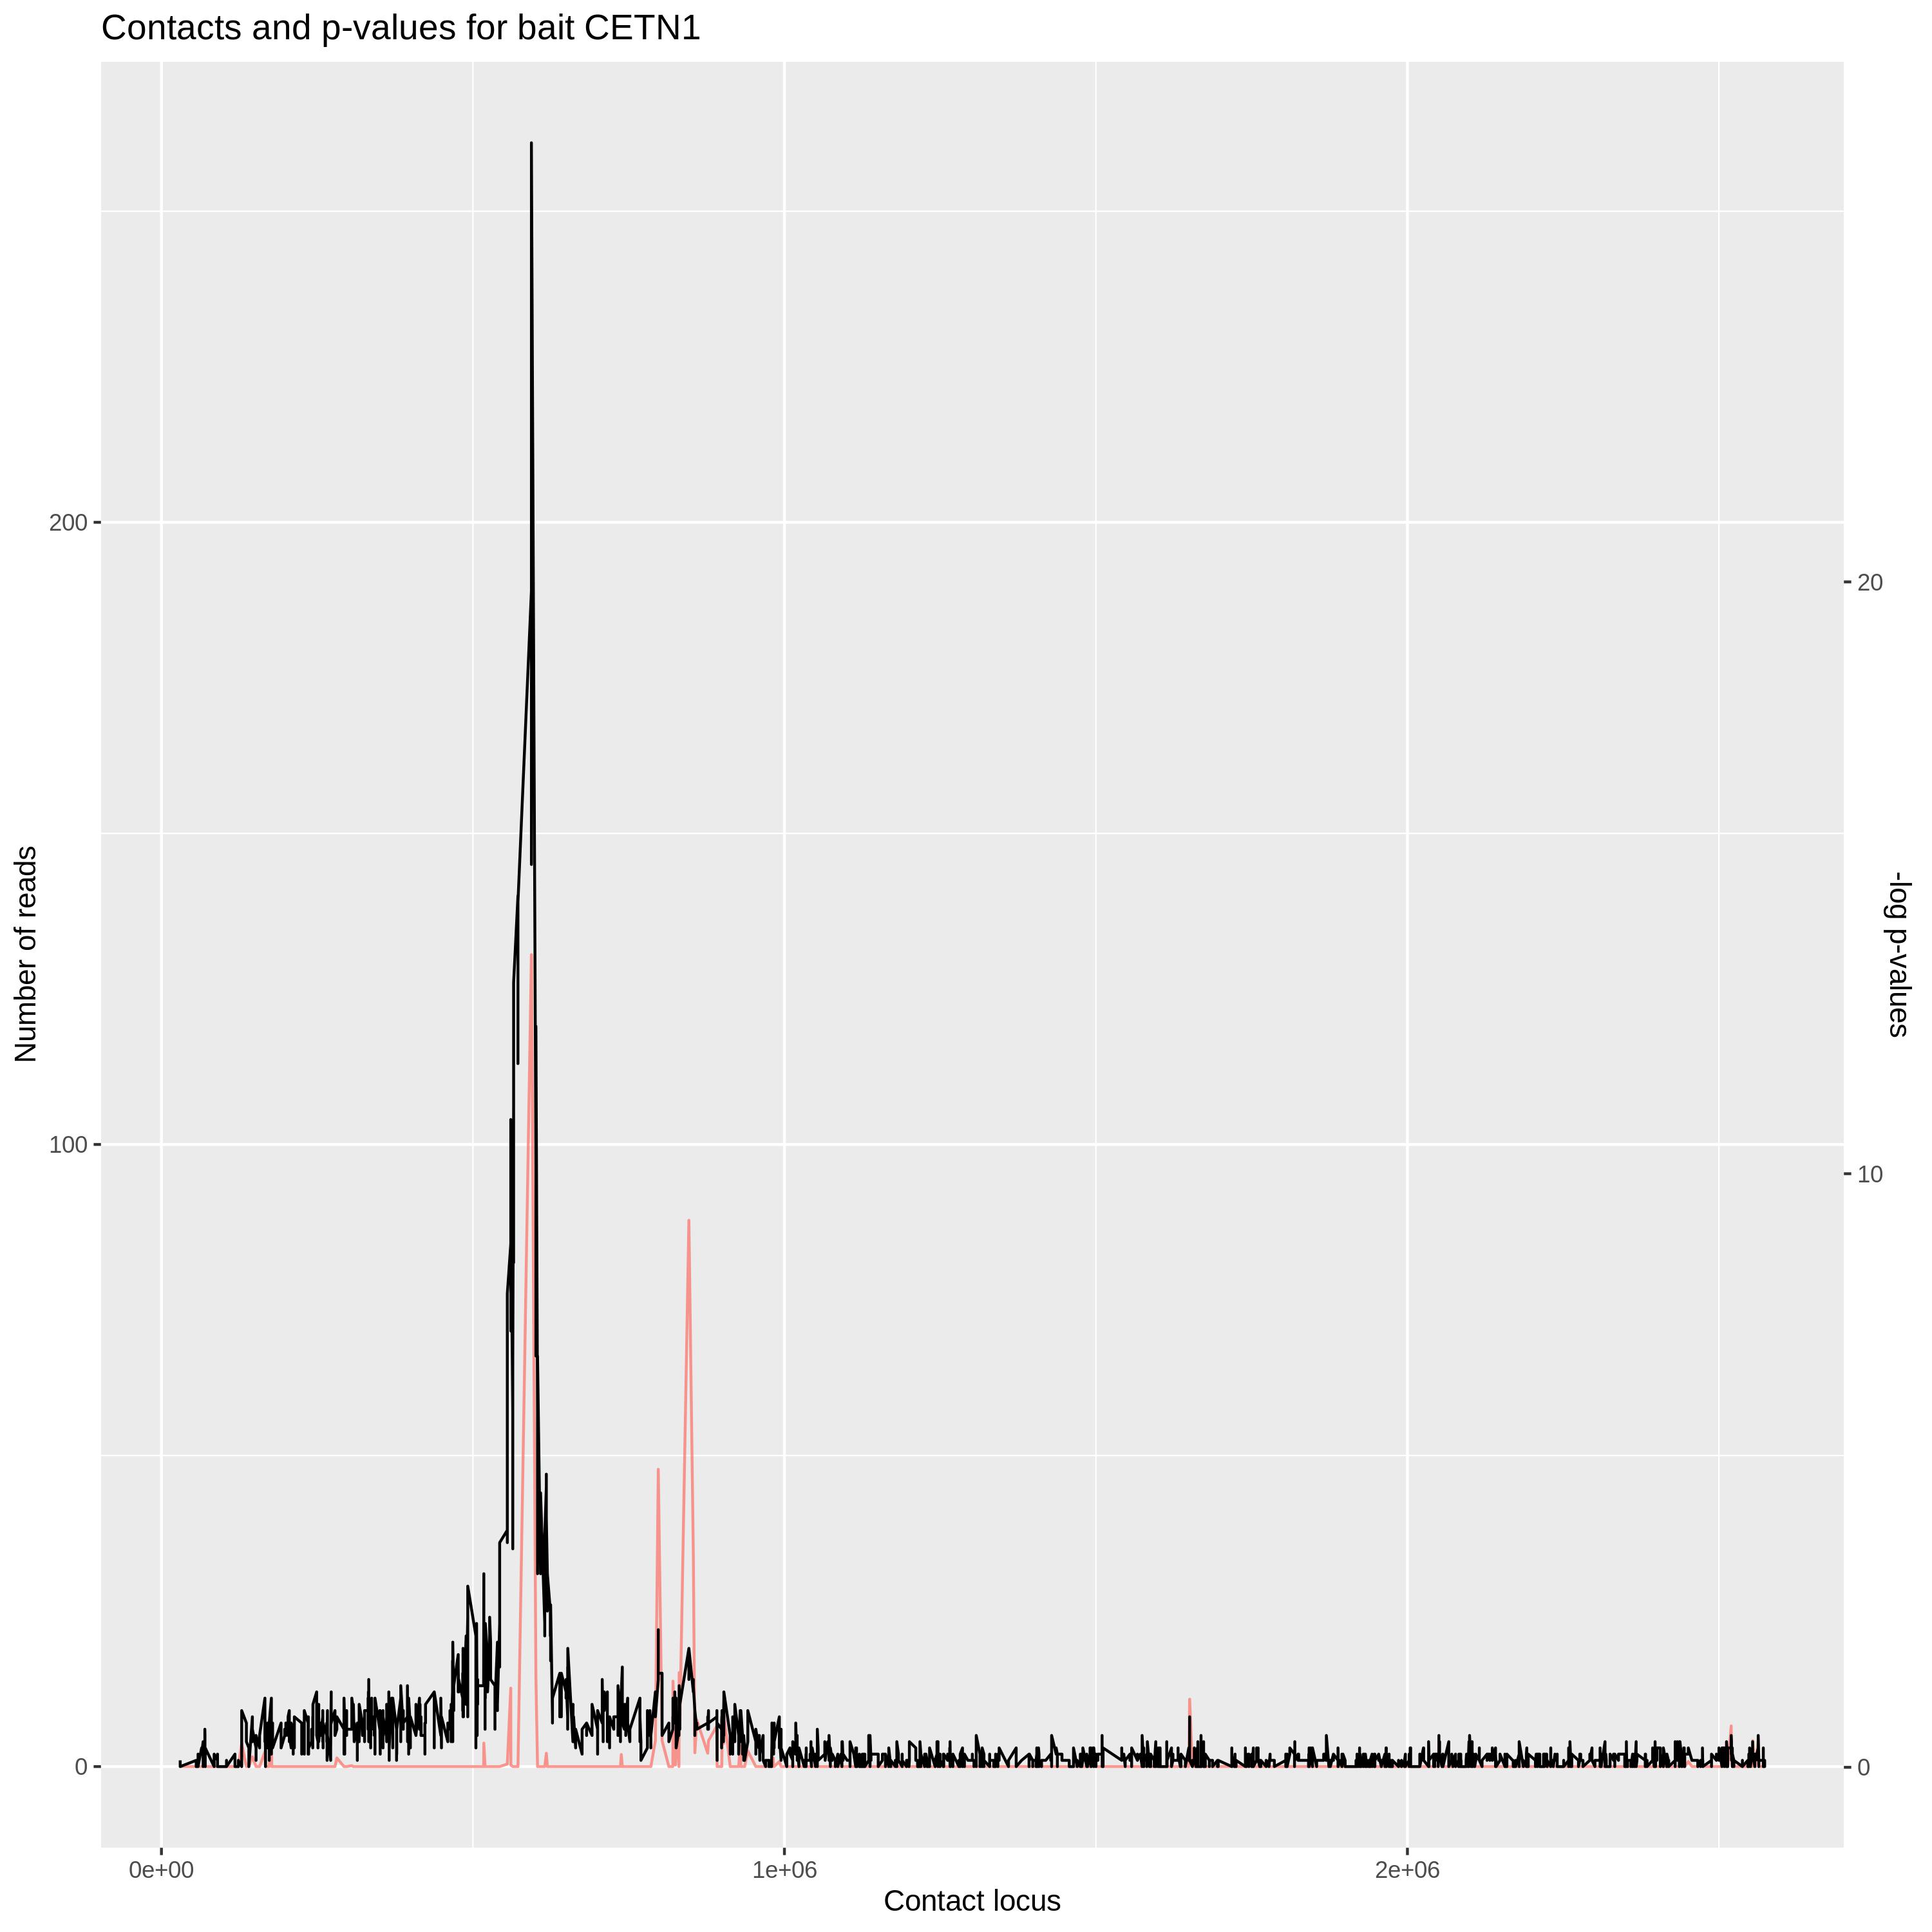 Contacts and p-values for bait CETN1
Number of reads
200
100
0
20
10
0
-log p-values
0e+00
1e+06
2e+06
Contact locus